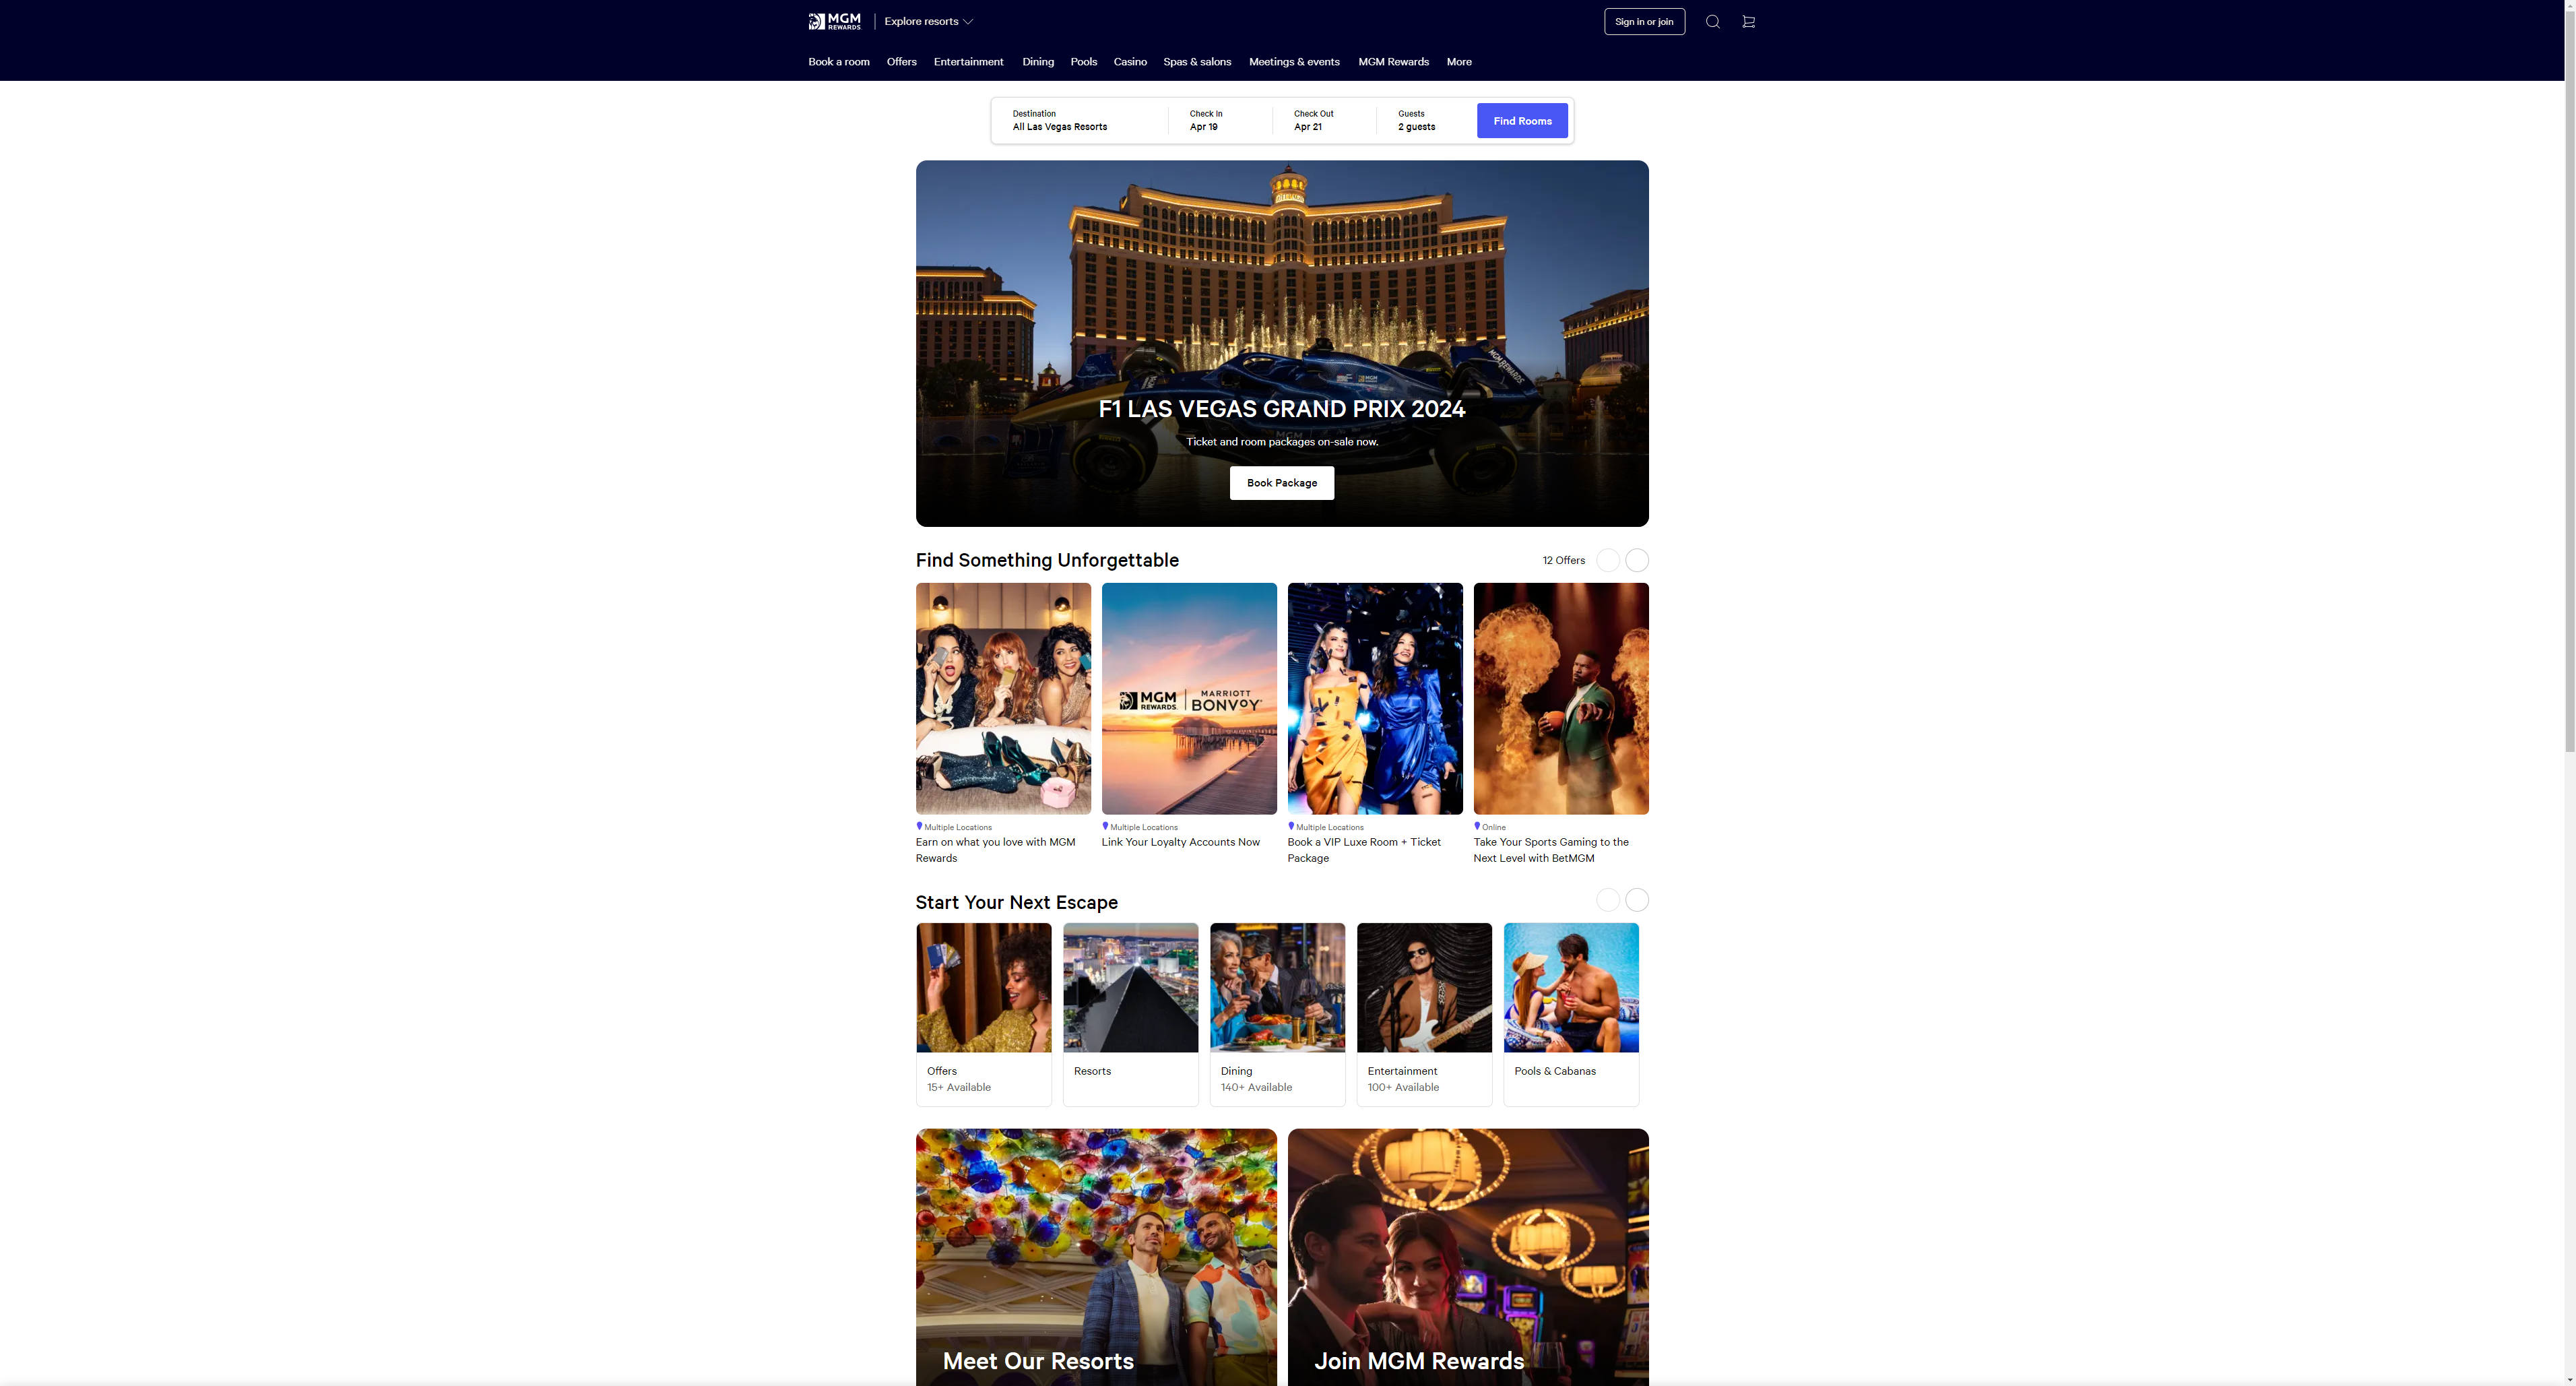 MGM REWARDS
Explore resorts
Sign in or join
Book a room
Offers
Entertainment
Dining
Pools
Casino
Spas & salons
Meetings & events
MGM Rewards
More
Destination
All Las Vegas Resorts
Check In
Apr 19
Check Out
Apr 21
Guests
2 guests
Find Rooms
MGM REWARDS
F1 LAS VEGAS GRAND PRIX 2024
Ticket and room packages on-sale now.
Book Package
Find Something Unforgettable
12 Offers
MGM REWARDS
MARRIOTT
BONVOY
Multiple Locations
Earn on what you love with MGM
Rewards
Multiple Locations
Link Your Loyalty Accounts Now
Multiple Locations
Book a VIP Luxe Room + Ticket
Package
Online
Take Your Sports Gaming to the
Next Level with BetMGM
Start Your Next Escape
Offers
15+ Available
Resorts
Dining
140+ Available
Entertainment
100+ Available
Pools & Cabanas
Meet Our Resorts
Join MGM Rewards